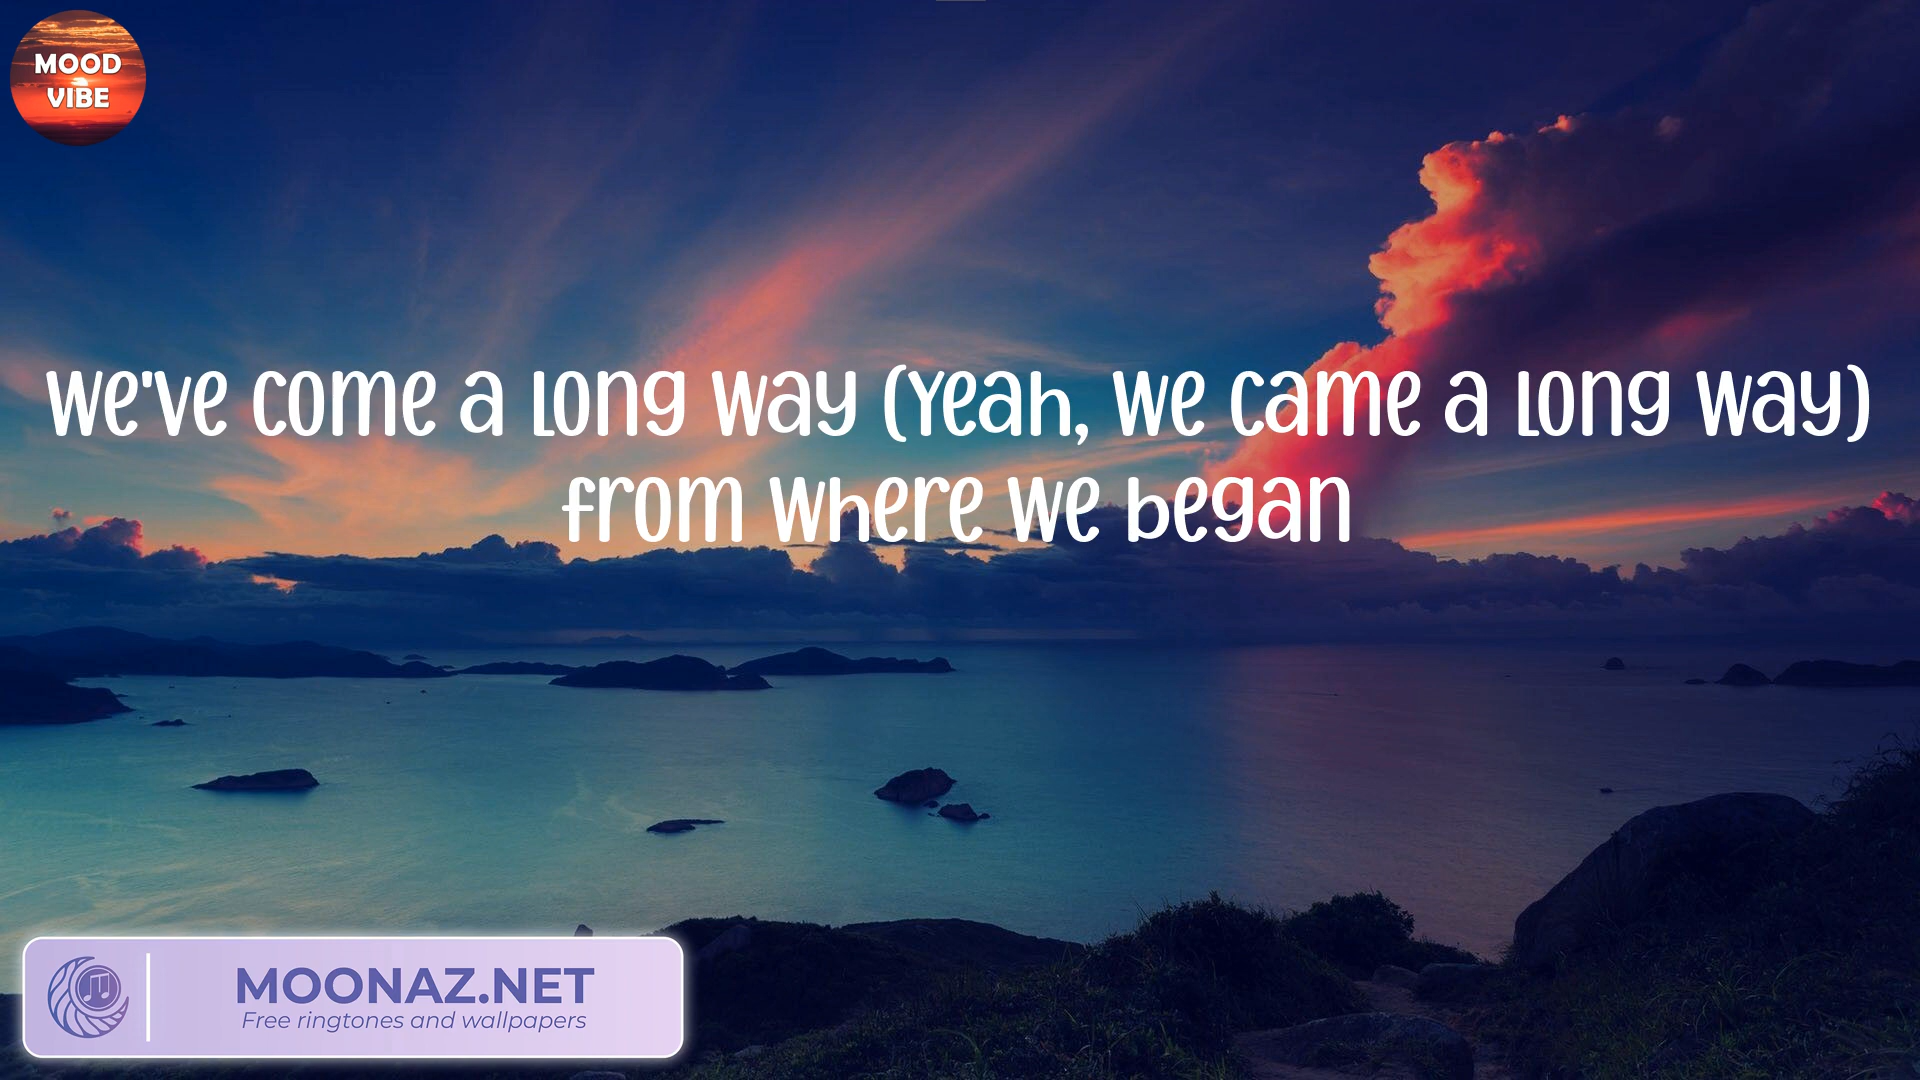 MOOD
VIBE
We've come a long way (Yeah, we came a long way)
from where we began
MOONAZ.NET
Free ringtones and wallpapers